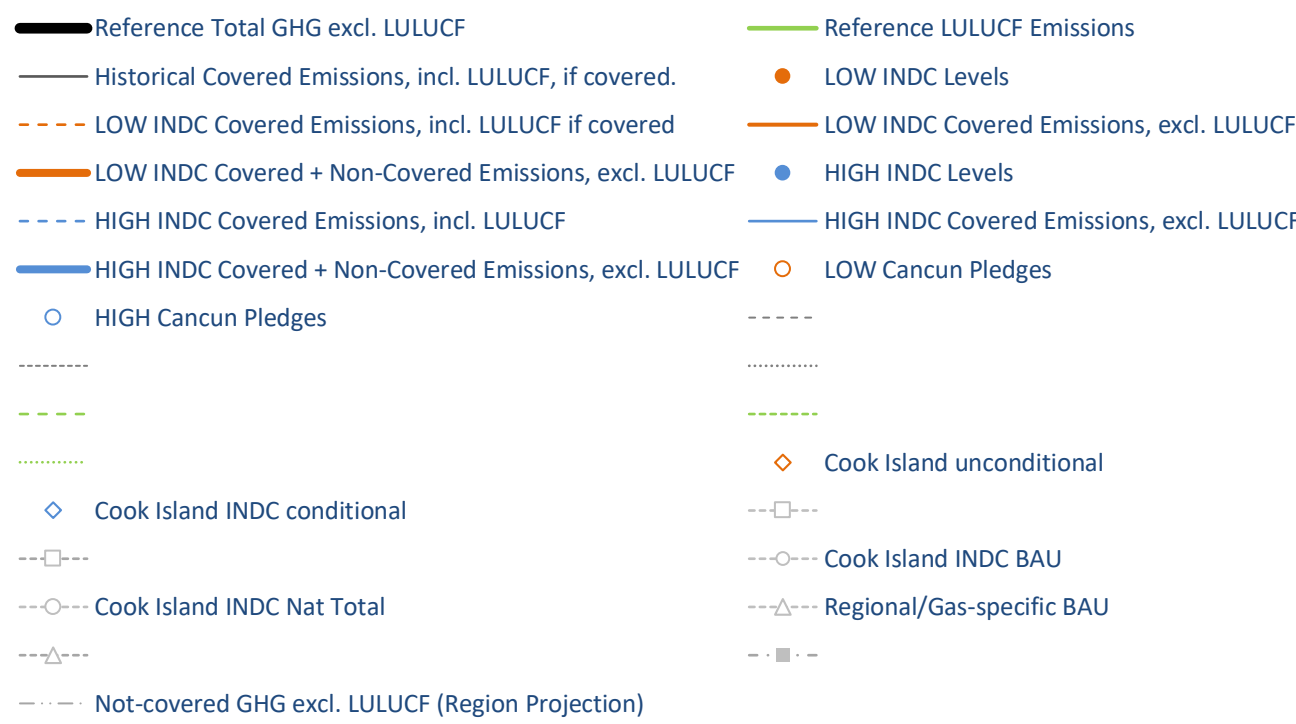 Reference Total GHG excl. LULUCF
Reference LULUCF Emissions
Historical Covered Emissions, incl. LULUCF, if covered.
LOW INDC Levels
LOW INDC Covered Emissions, incl. LULUCF if covered
LOW INDC Covered Emissions, excl. LULUCF
LOW INDC Covered + Non-Covered Emissions, excl. LULUCF
HIGH INDC Levels
HIGH INDC Covered Emissions, incl. LULUCF
HIGH INDC Covered Emissions, excl. LULUCF
HIGH INDC Covered + Non-Covered Emissions, excl. LULUCF
LOW Cancun Pledges
HIGH Cancun Pledges
Cook Island unconditional
Cook Island INDC conditional
Cook Island INDC BAU
Cook Island INDC Nat Total
Regional/Gas-specific BAU
Not-covered GHG excl. LULUCF (Region Projection)